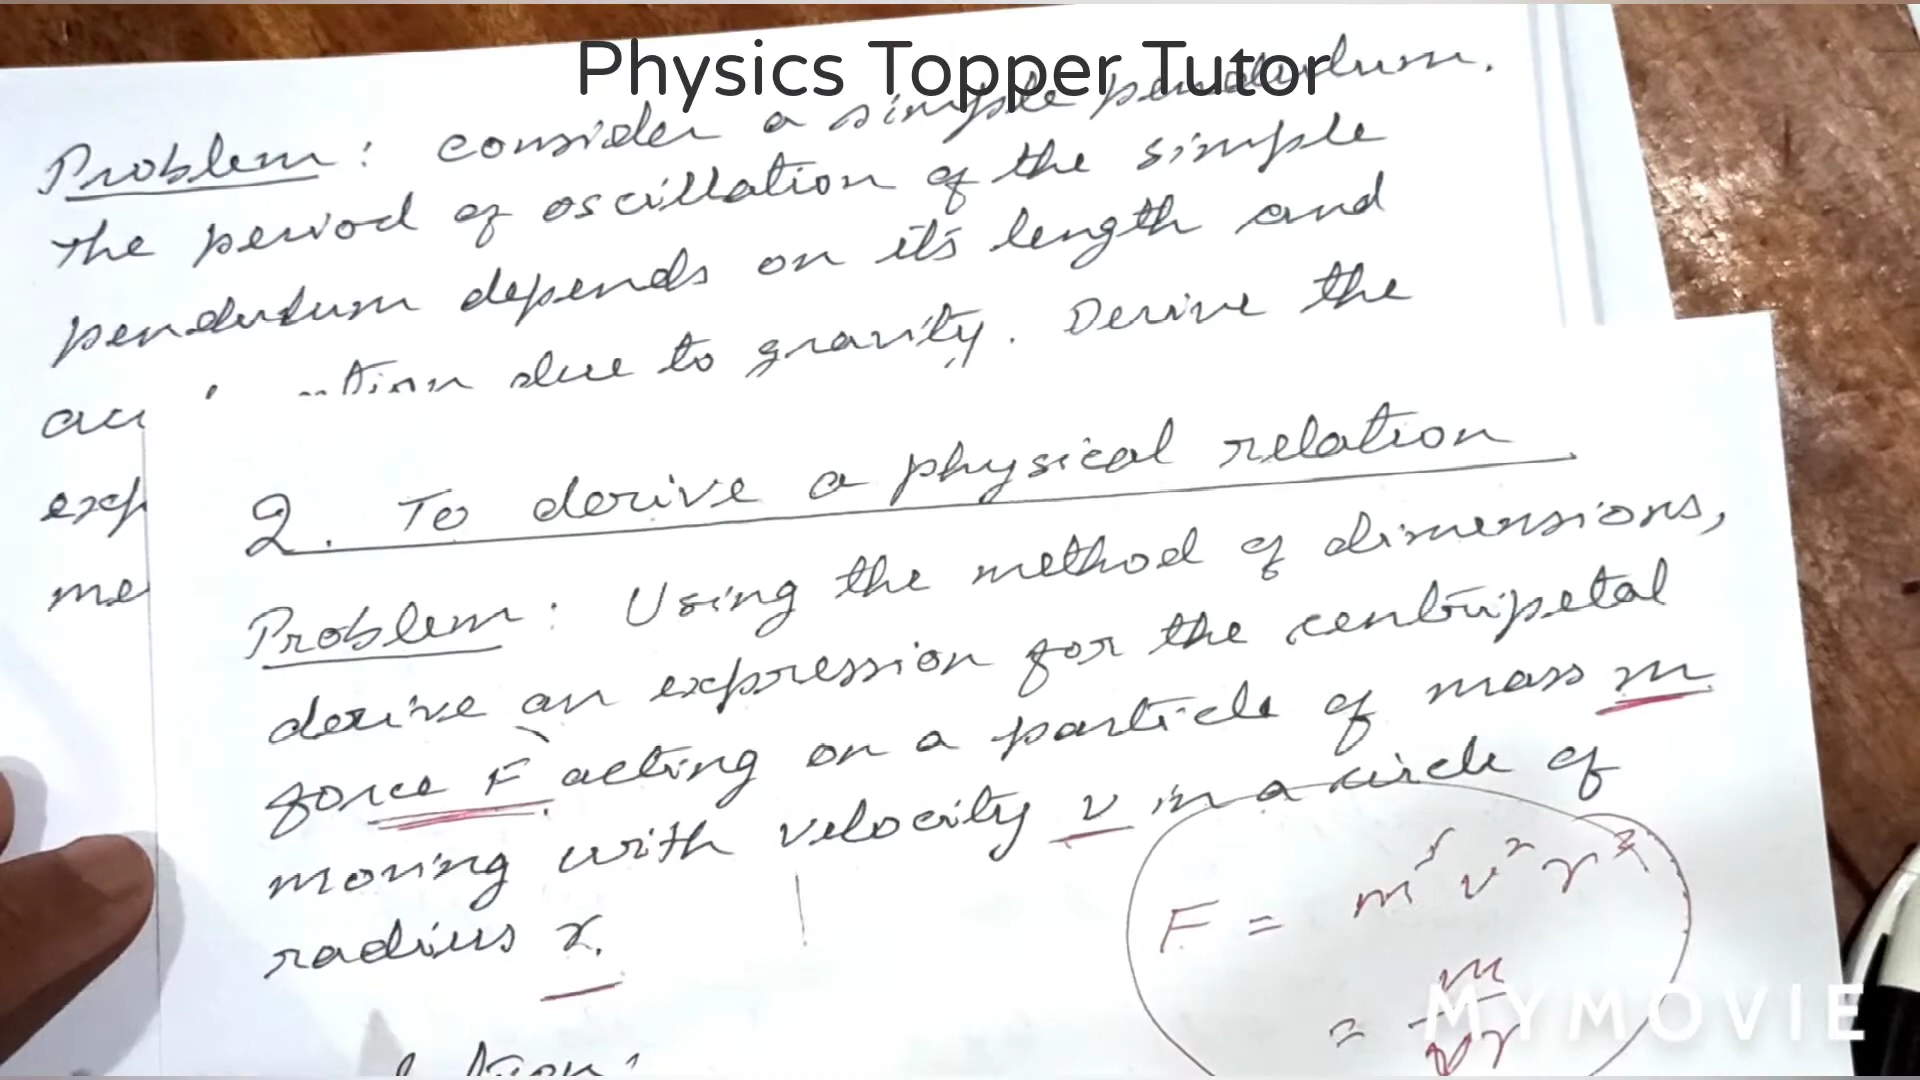 Physics Topper Tutor
Problem: consider a simple pendulum.
The period of oscillation of the simple
pendulum depends on its length and
due to gravity. Derive the
2. To derive a physical relation
Problem: Using the method of dimensions,
derive an expression for the centripetal
force F acting on a particle of mass m
moving with velocity v in a circle of
radius r.
F =
= m
MYMOVIE